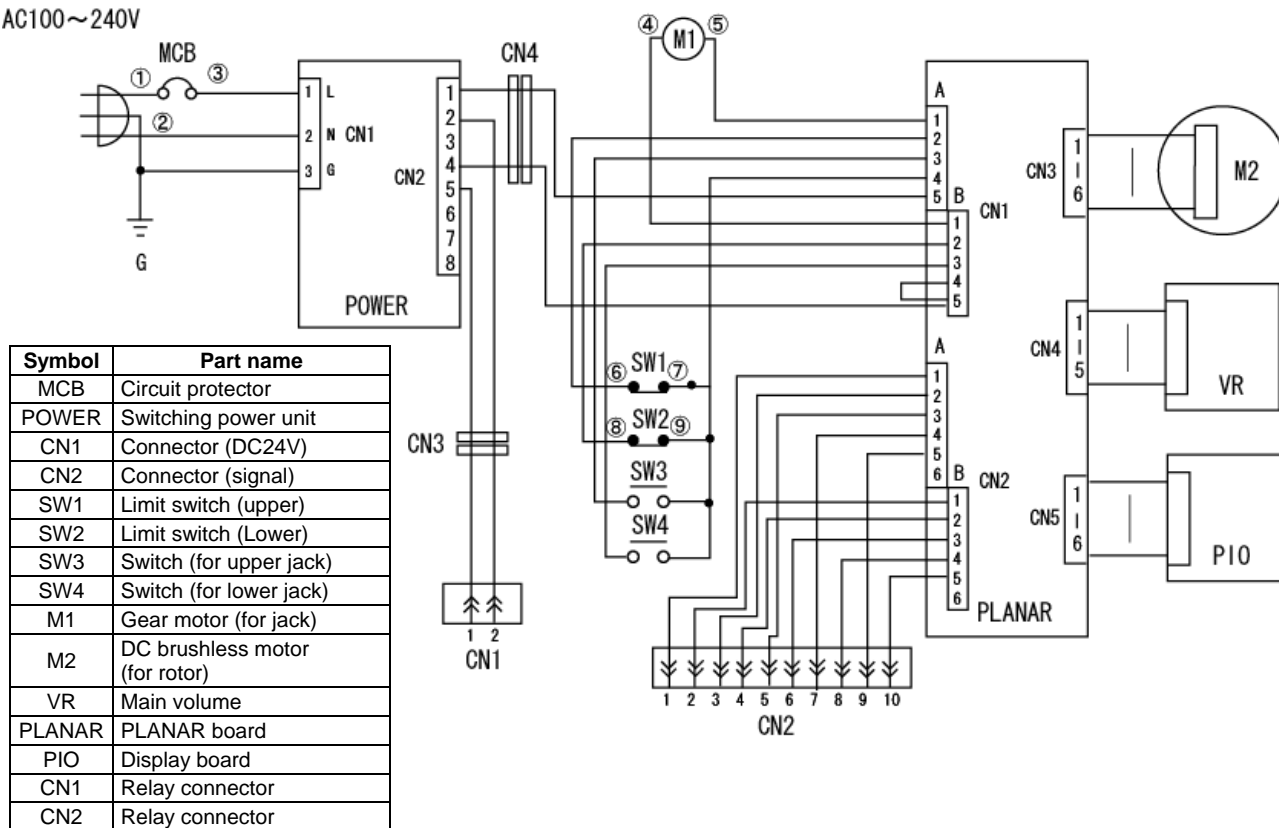 AC100～240V
MCB
① ③
②
G
1 L
2 N CN1
3 G
1
2
3
4
5
6
7
8
CN2
POWER
CN4
CN3
1 2
CN1
④ M1 ⑤
⑥ SW1 ⑦
⑧ SW2 ⑨
SW3
SW4
A
1
2
3
4
5 B
CN1
1
2
3
4
5
A
1
2
3
4
5
6 B
CN2
1
2
3
4
5
6
PLANAR
1 2 3 4 5 6 7 8 9 10
CN2
CN3
1
6
M2
CN4
1
5
VR
CN5
1
6
PIO
Symbol Part name
MCB Circuit protector
POWER Switching power unit
CN1 Connector (DC24V)
CN2 Connector (signal)
SW1 Limit switch (upper)
SW2 Limit switch (Lower)
SW3 Switch (for upper jack)
SW4 Switch (for lower jack)
M1 Gear motor (for jack)
M2 DC brushless motor
(for rotor)
VR Main volume
PLANAR PLANAR board
PIO Display board
CN1 Relay connector
CN2 Relay connector